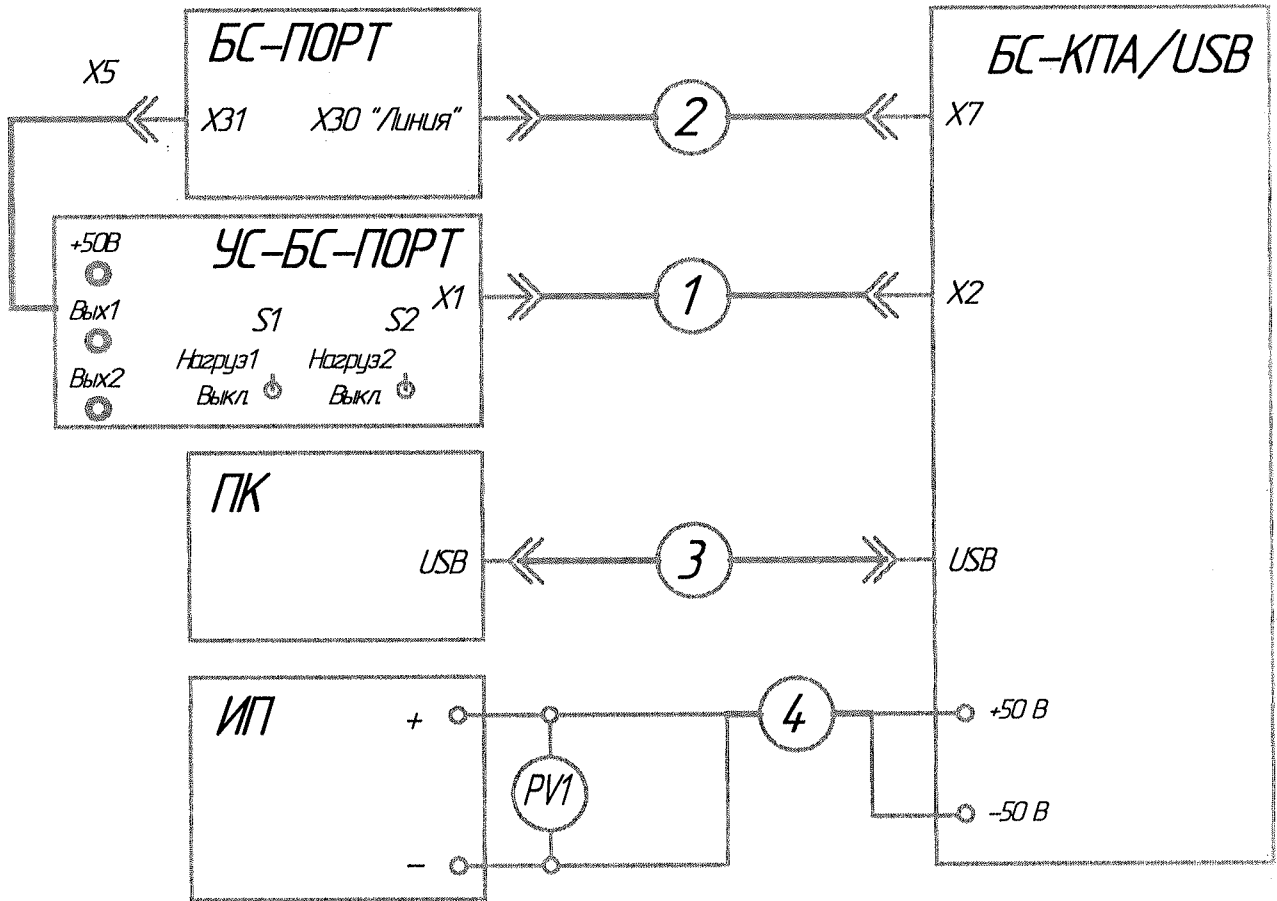 БС-ПОРТ
X5
X31
X30 "Линия"
2
БС-КПА/USB
X7
+50В
УС-БС-ПОРТ
X1
1
X2
Вых1
S1
S2
Нагруз1
Нагруз2
Вых2
Выкл.
Выкл.
ПК
USB
3
USB
ИП
+
4
+50 В
PV1
-50 В
-